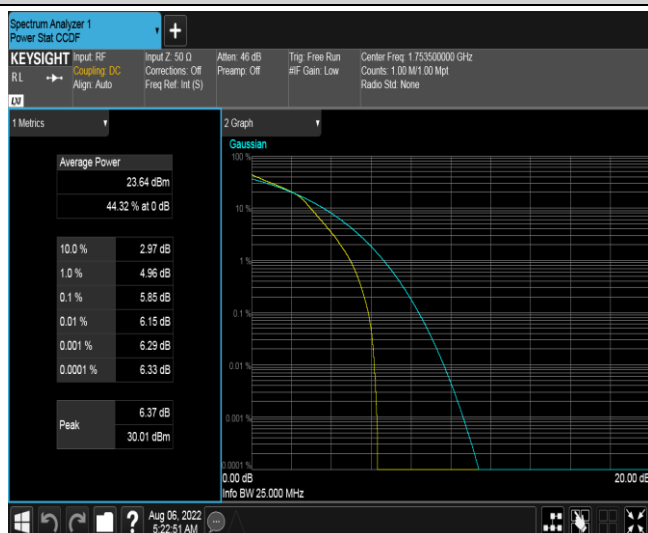 Spectrum Analyzer 1
Power Stat CCDF
+
KEYSIGHT
RL
LXI
Input: RF
Coupling: DC
Align: Auto
Input Z: 50 Ω
Corrections: Off
Freq Ref: Int (S)
Atten: 46 dB
Preamp: Off
Trig: Free Run
#IF Gain: Low
Center Freq: 1.753500000 GHz
Counts: 1.00 M/1.00 Mpt
Radio Std: None
1 Metrics
Average Power
23.64 dBm
44.32 % at 0 dB
10.0 % 2.97 dB
1.0 % 4.96 dB
0.1 % 5.85 dB
0.01 % 6.15 dB
0.001 % 6.29 dB
0.0001 % 6.33 dB
Peak
6.37 dB
30.01 dBm
2 Graph
Gaussian
100 %
10 %
1 %
0.1 %
0.01 %
0.001 %
0.0001 %
0.00 dB 20.00 dB
Info BW 25.000 MHz
?
Aug 06, 2022
5:22:51 AM